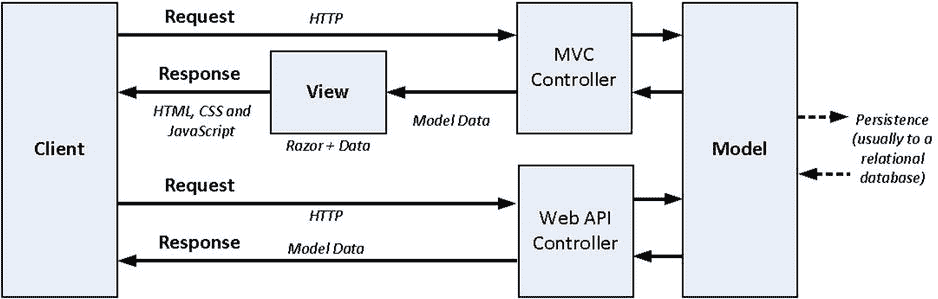 Request
HTTP
MVC
Controller
Response
View
HTML, CSS and
JavaScript
Model Data
Razor + Data
Client
Model
Persistence
(usually to a
relational
database)
Request
HTTP
Web API
Controller
Response
Model Data